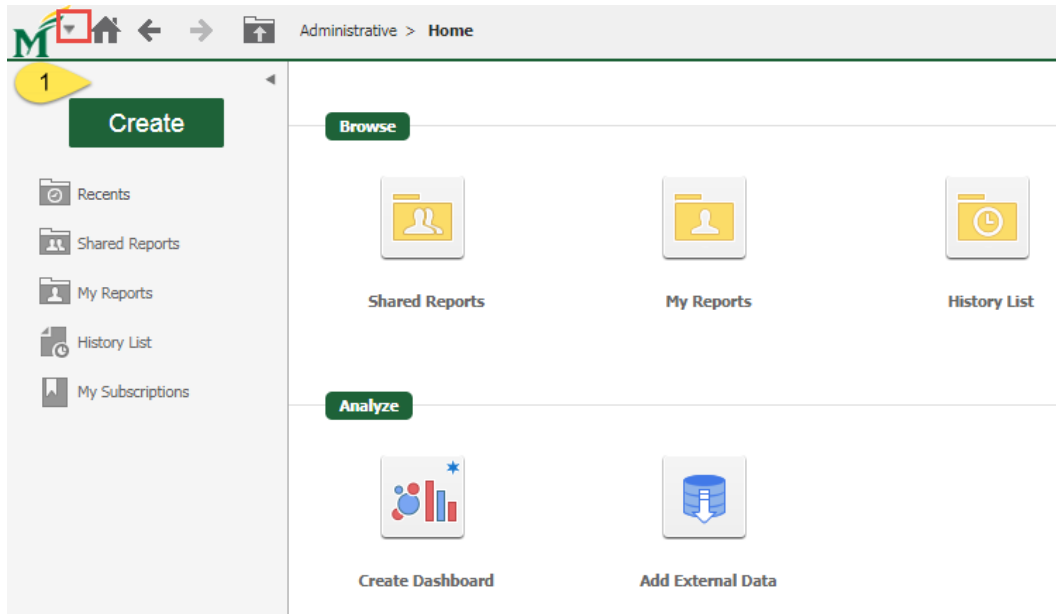 M
Administrative > Home
1
Create
Browse
Recents
Shared Reports
My Reports
History List
My Subscriptions
Shared Reports My Reports History List
Analyze
Create Dashboard Add External Data